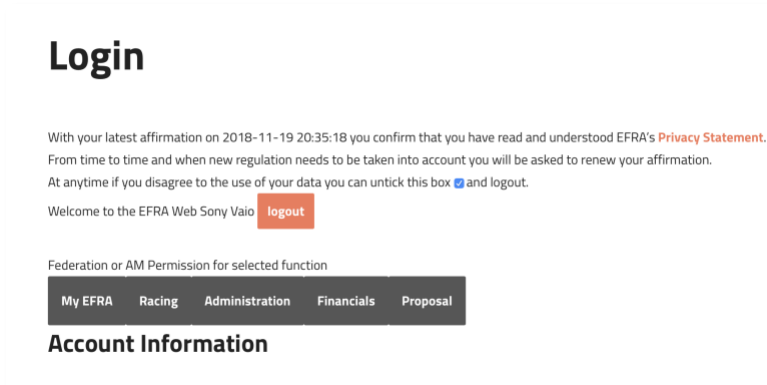 Login
With your latest affirmation on 2018-11-19 20:35:18 you confirm that you have read and understood EFRA's Privacy Statement.
From time to time and when new regulation needs to be taken into account you will be asked to renew your affirmation.
At anytime if you disagree to the use of your data you can untick this box and logout.
Welcome to the EFRA Web Sony Vaio logout
Federation or AM Permission for selected function
My EFRA Racing Administration Financials Proposal
Account Information